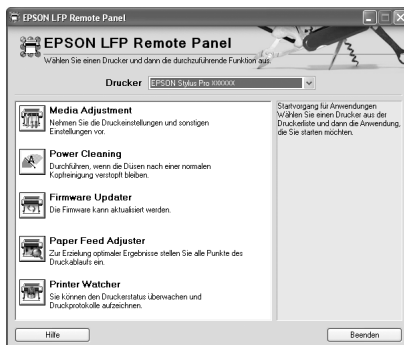 EPSON LFP Remote Panel
EPSON LFP Remote Panel
Wählen Sie einen Drucker und dann die durchzuführende Funktion aus.
Drucker
EPSON Stylus Pro XXXXXX
Media Adjustment
Nehmen Sie die Druckeinstellungen und sonstigen
Einstellungen vor.
Power Cleaning
Durchführen, wenn die Düsen nach einer normalen
Kopfreinigung verstopft bleiben.
Firmware Updater
Die Firmware kann aktualisiert werden.
Paper Feed Adjuster
Zur Erzielung optimaler Ergebnisse stellen Sie alle Punkte des
Druckablaufs ein.
Printer Watcher
Sie können den Druckerstatus überwachen und
Druckprotokolle aufzeichnen.
Startvorgang für Anwendungen
Wählen Sie einen Drucker aus der
Druckerliste und dann die Anwendung,
die Sie starten möchten.
Hilfe
Beenden